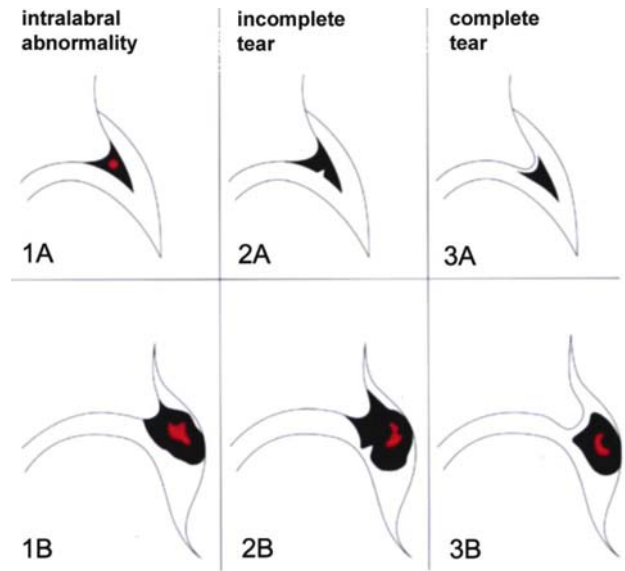 intralabral
abnormality
incomplete
tear
complete
tear
1A
2A
3A
1B
2B
3B